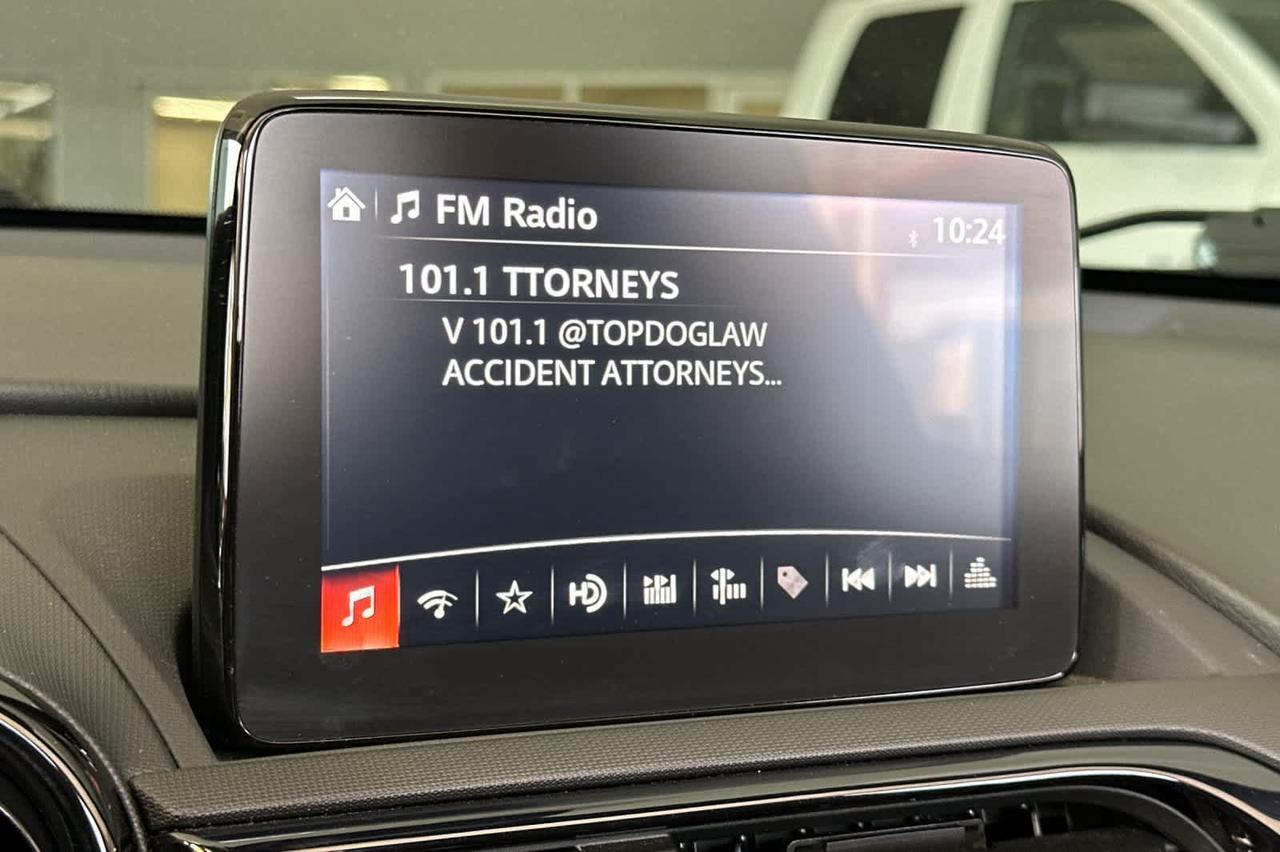 FM Radio
10:24
101.1 TTORNEYS
V 101.1 @TOPDOGLAW
ACCIDENT ATTORNEYS...
HD